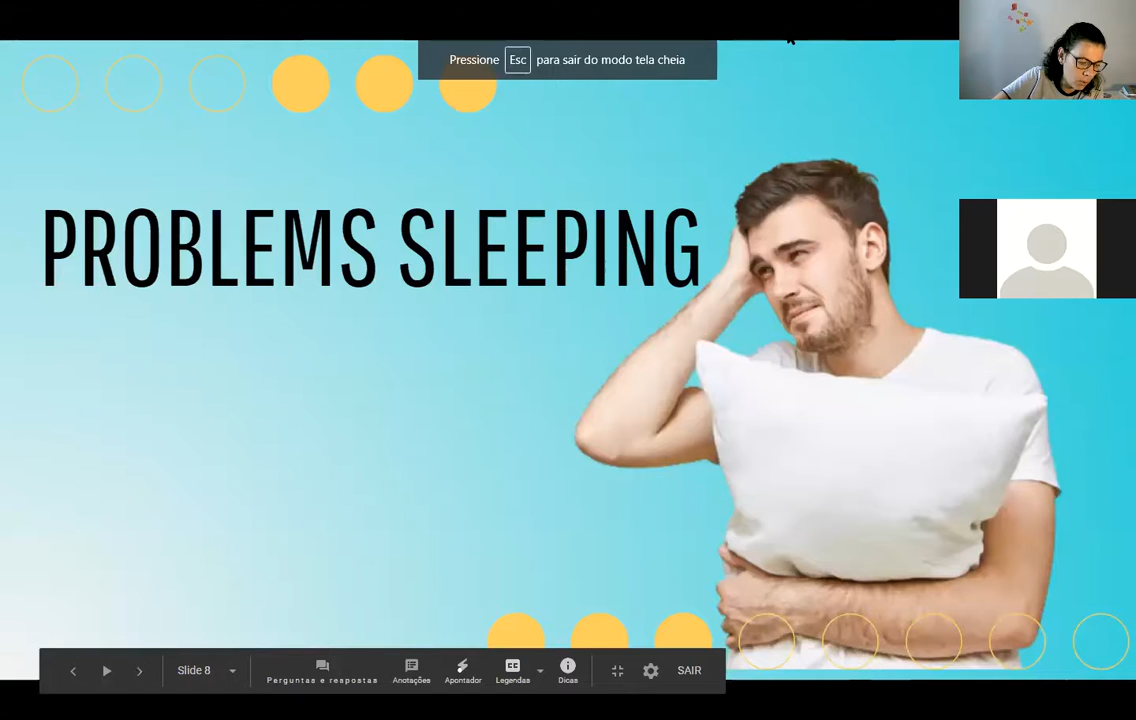 Pressione Esc para sair do modo tela cheia
PROBLEMS SLEEPING
Slide 8
Perguntas e respostas
Anotações
Apontador
Legendas
Dicas
SAIR